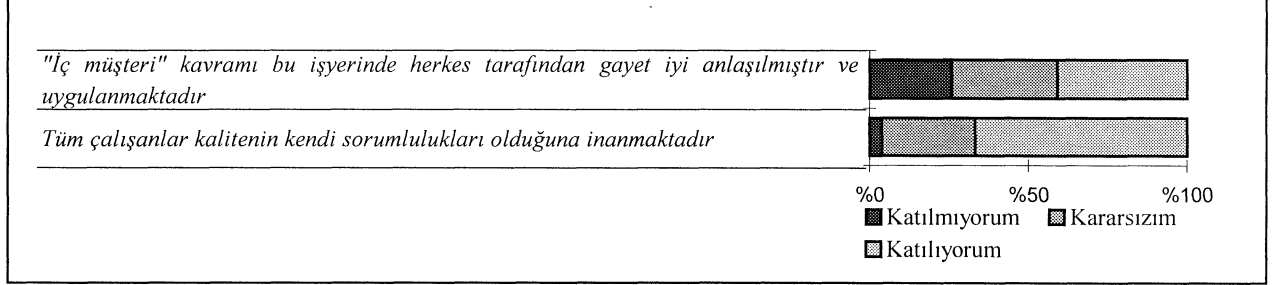 "İç müşteri" kavramı bu işyerinde herkes tarafından gayet iyi anlaşılmıştır ve
uygulanmaktadır
Tüm çalışanlar kalitenin kendi sorumlulukları olduğuna inanmaktadır
%0 %50 %100
Katılmıyorum Kararsızım
Katılıyorum